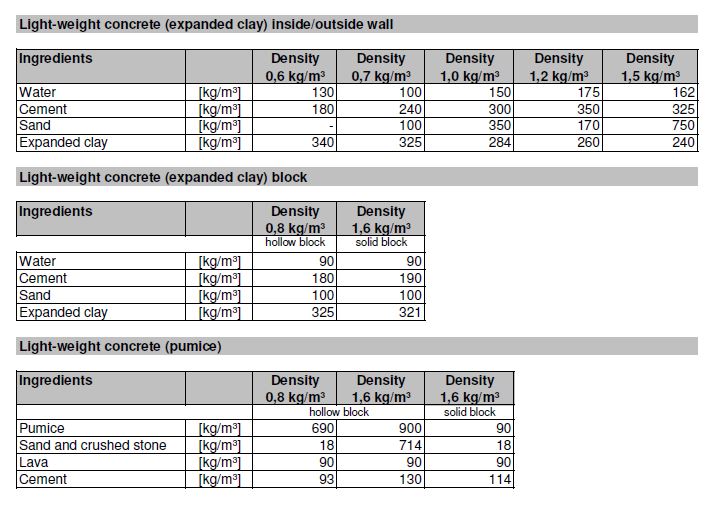 Light-weight concrete (expanded clay) inside/outside wall
Ingredients Density Density Density Density Density
0,6 kg/m³ 0,7 kg/m³ 1,0 kg/m³ 1,2 kg/m³ 1,5 kg/m³
Water [kg/m³] 130 100 150 175 162
Cement [kg/m³] 180 240 300 350 325
Sand [kg/m³] - 100 350 170 750
Expanded clay [kg/m³] 340 325 284 260 240
Light-weight concrete (expanded clay) block
Ingredients Density Density
0,8 kg/m³ 1,6 kg/m³
hollow block solid block
Water [kg/m³] 90 90
Cement [kg/m³] 180 190
Sand [kg/m³] 100 100
Expanded clay [kg/m³] 325 321
Light-weight concrete (pumice)
Ingredients Density Density Density
0,8 kg/m³ 1,6 kg/m³ 1,6 kg/m³
hollow block solid block
Pumice [kg/m³] 690 900 90
Sand and crushed stone [kg/m³] 18 714 18
Lava [kg/m³] 90 90 90
Cement [kg/m³] 93 130 114